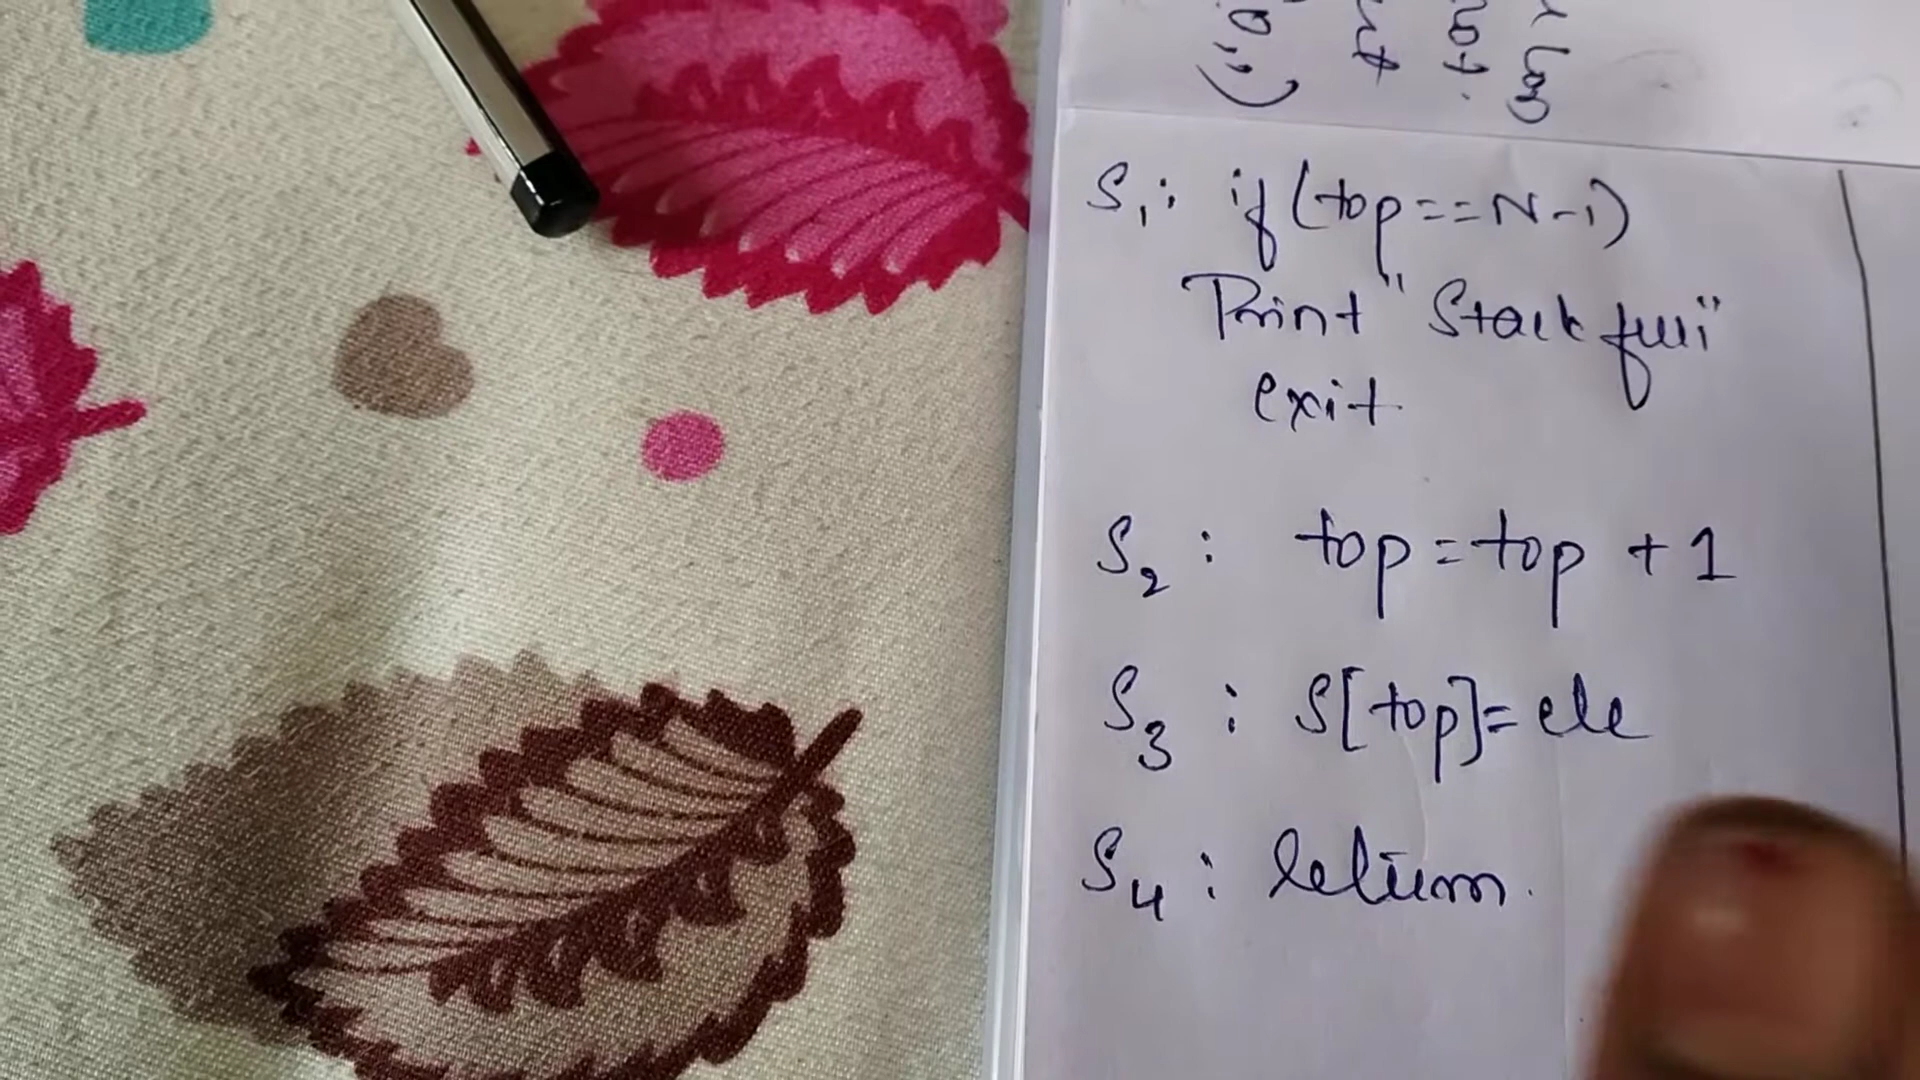 S1: if(top==N-1)
Print "Stack full"
exit
S2: top=top+1
S3: S[top]=ele
S4: return.